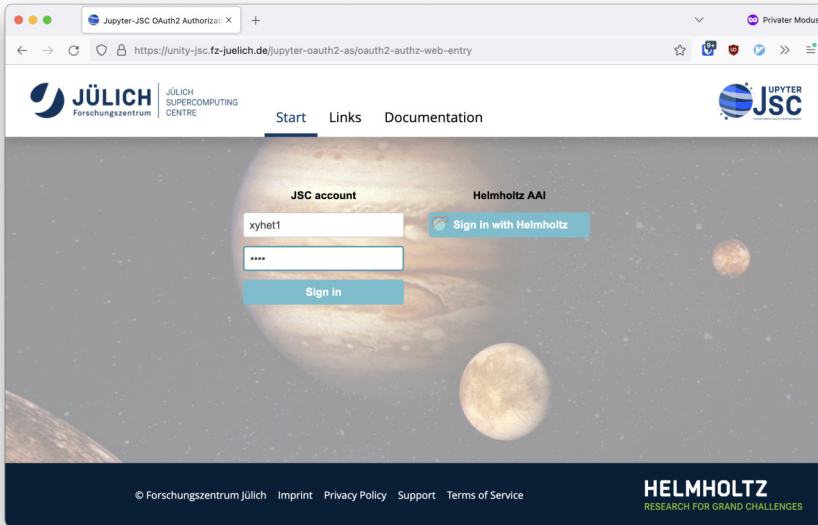 Jupyter-JSC OAuth2 Authorizati
Privater Modus
https://unity-jsc.fz-juelich.de/jupyter-oauth2-as/oauth2-authz-web-entry
9+
JÜLICH
Forschungszentrum
JÜLICH
SUPERCOMPUTING
CENTRE
Start Links Documentation
JUPYTER
Jsc
JSC account
Helmholtz AAI
xyhet1
Sign in with Helmholtz
••••
Sign in
© Forschungszentrum Jülich Imprint Privacy Policy Support Terms of Service
HELMHOLTZ
RESEARCH FOR GRAND CHALLENGES